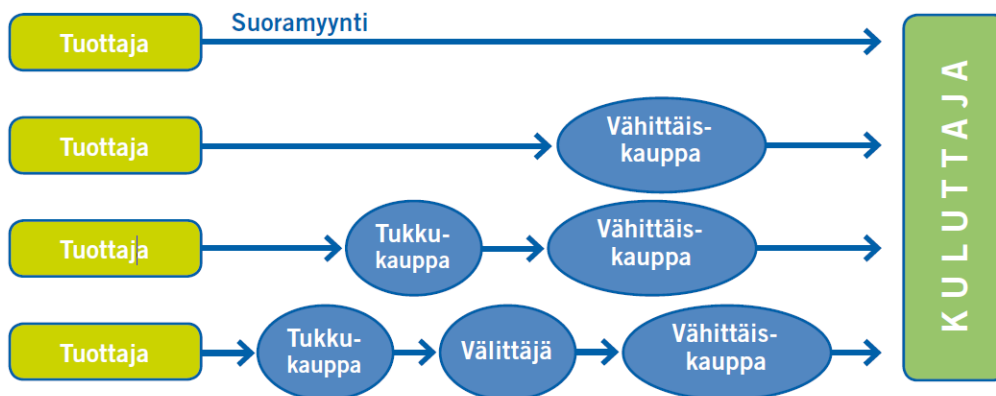 Suoramyynti
Tuottaja
Tuottaja
Vähittäis-
kauppa
Tuottaja
Tukku-
kauppa
Vähittäis-
kauppa
Tuottaja
Tukku-
kauppa
Välittäjä
Vähittäis-
kauppa
KULUTTAJA